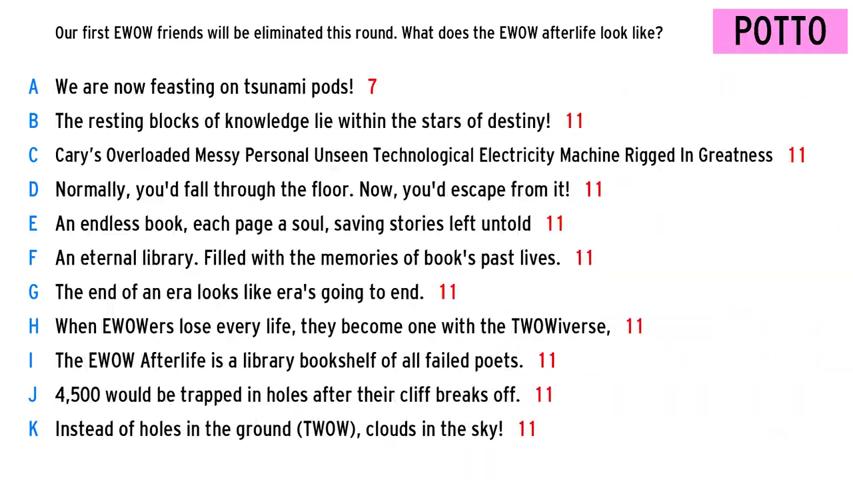 Our first EWOW friends will be eliminated this round. What does the EWOW afterlife look like?
POTTO
A We are now feasting on tsunami pods! 7
B The resting blocks of knowledge lie within the stars of destiny! 11
C Cary's Overloaded Messy Personal Unseen Technological Electricity Machine Rigged In Greatness 11
D Normally, you'd fall through the floor. Now, you'd escape from it! 11
E An endless book, each page a soul, saving stories left untold 11
F An eternal library. Filled with the memories of book's past lives. 11
G The end of an era looks like era's going to end. 11
H When EWOWers lose every life, they become one with the TWOWiverse, 11
I The EWOW Afterlife is a library bookshelf of all failed poets. 11
J 4,500 would be trapped in holes after their cliff breaks off. 11
K Instead of holes in the ground (TWOW), clouds in the sky! 11